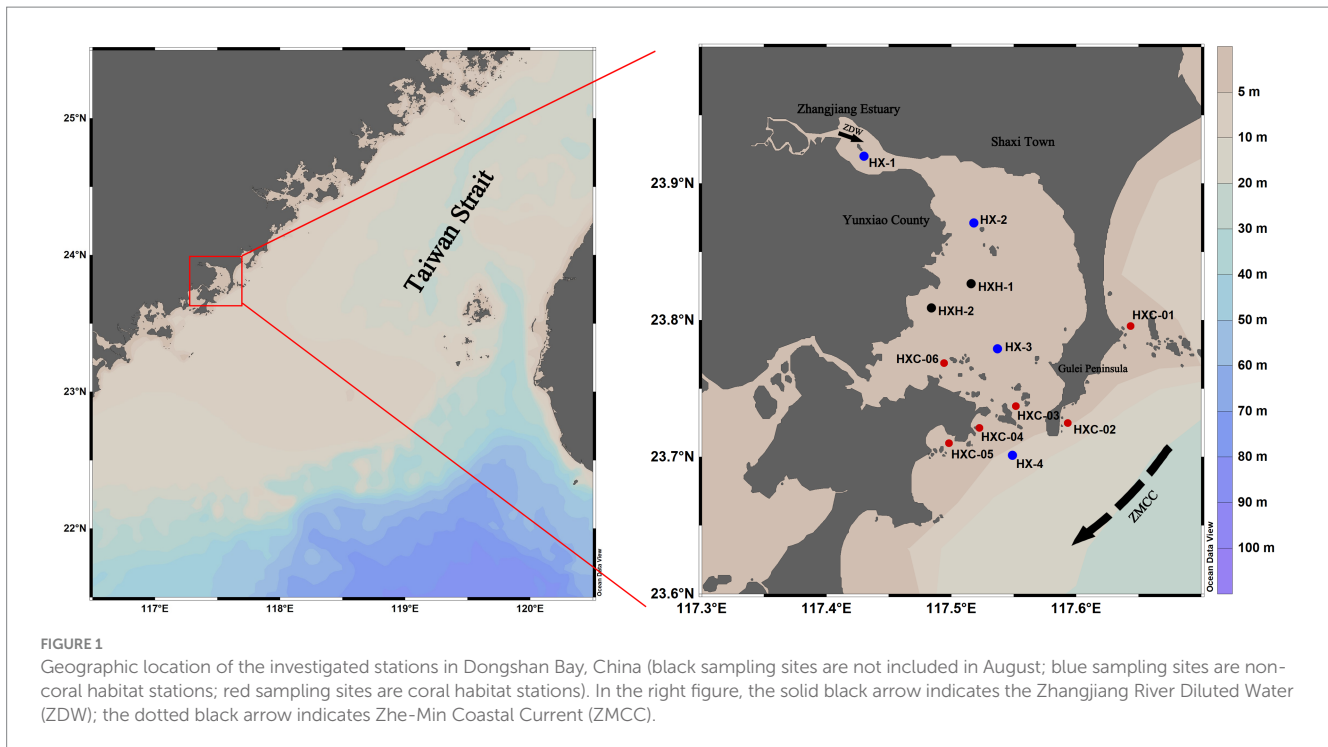 25°N
24°N
23°N
22°N
117°E
118°E
119°E
120°E
Taiwan Strait
Ocean Data View
Zhangjiang Estuary
ZDW
Shaxi Town
HX-1
Yunxiao County
HX-2
HXH-1
HXH-2
HXC-01
HX-3
HXC-06
Gulei Peninsula
HXC-03
HXC-02
HXC-04
HXC-05
HX-4
ZMCC
23.9°N
23.8°N
23.7°N
23.6°N
117.3°E
117.4°E
117.5°E
117.6°E
Ocean Data View
5 m
10 m
20 m
30 m
40 m
50 m
60 m
70 m
80 m
90 m
100 m
FIGURE 1
Geographic location of the investigated stations in Dongshan Bay, China (black sampling sites are not included in August; blue sampling sites are non-
coral habitat stations; red sampling sites are coral habitat stations). In the right figure, the solid black arrow indicates the Zhangjiang River Diluted Water
(ZDW); the dotted black arrow indicates Zhe-Min Coastal Current (ZMCC).